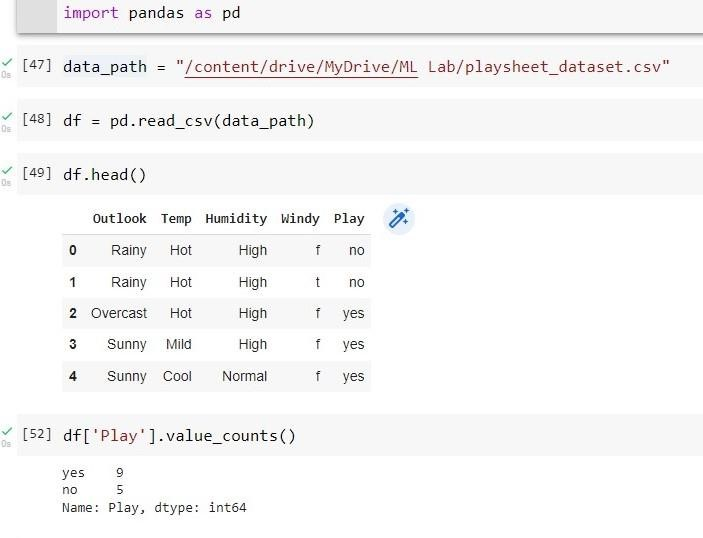 import pandas as pd
[47] data_path = "/content/drive/MyDrive/ML Lab/playsheet_dataset.csv"
0s
[48] df = pd.read_csv(data_path)
0s
[49] df.head()
0s
Outlook Temp Humidity Windy Play
0 Rainy Hot High f no
1 Rainy Hot High t no
2 Overcast Hot High f yes
3 Sunny Mild High f yes
4 Sunny Cool Normal f yes
[52] df['Play'].value_counts()
0s
yes 9
no 5
Name: Play, dtype: int64